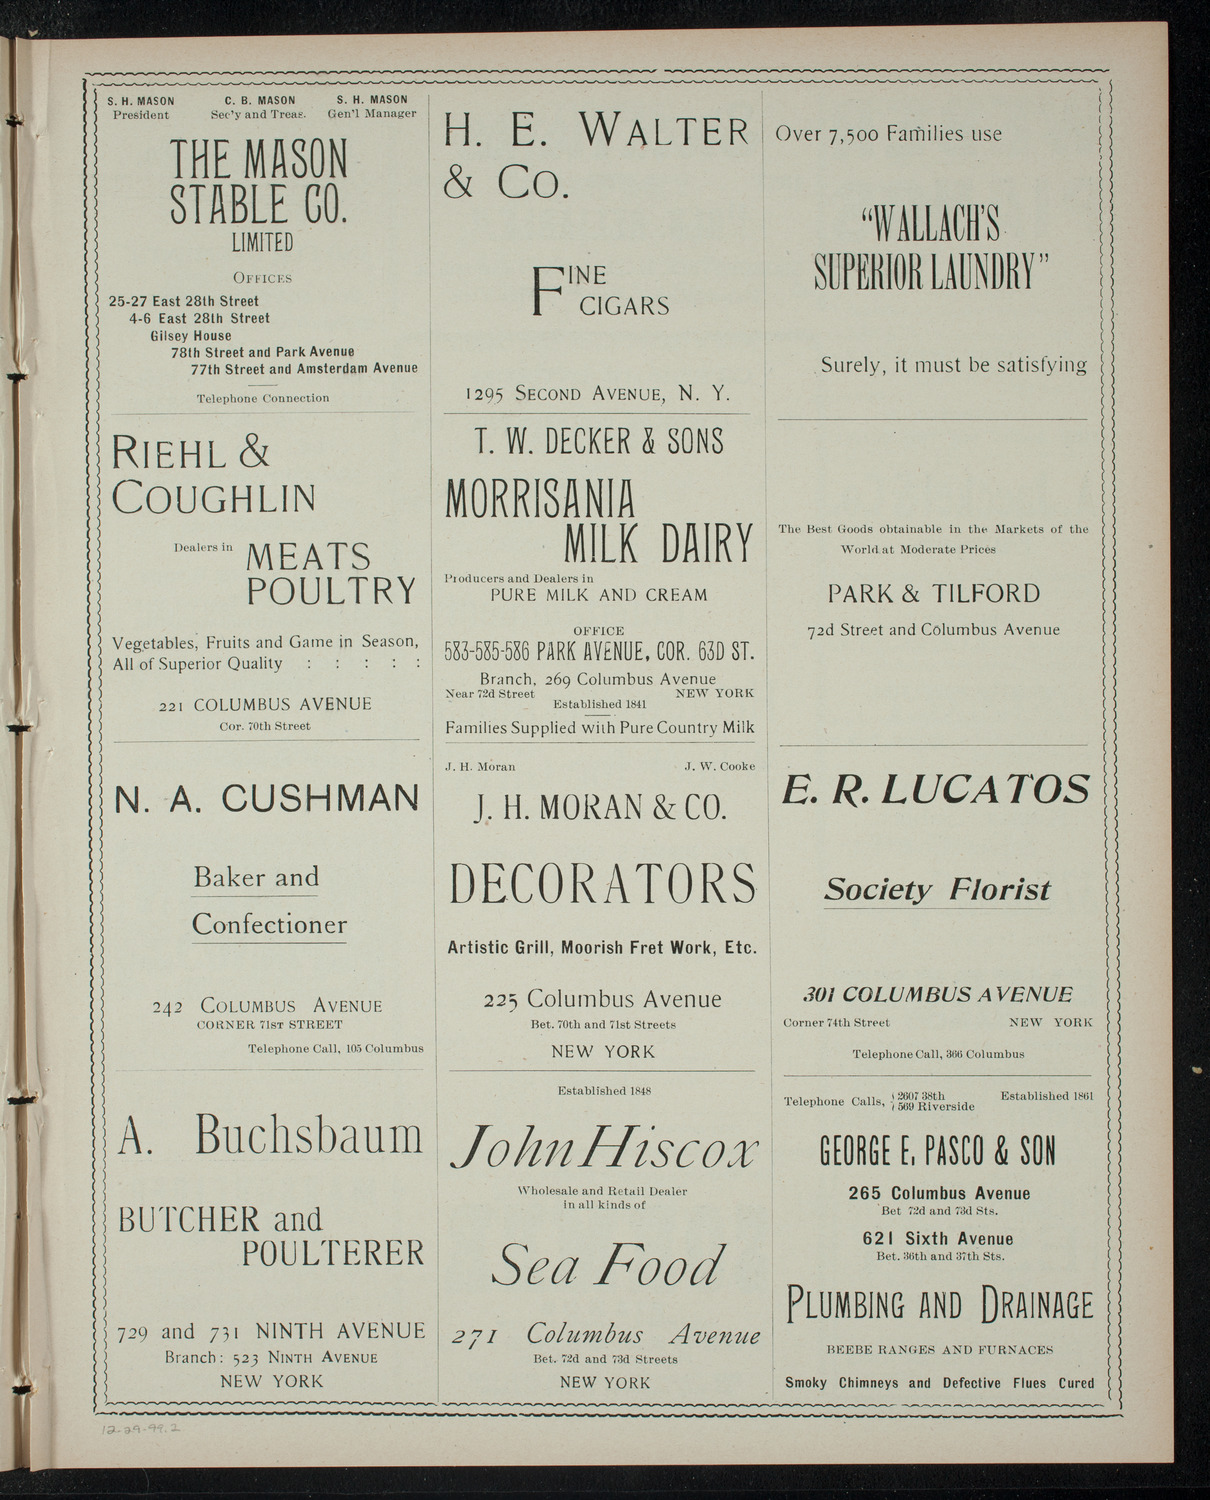 S. H. MASON C. B. MASON S. H. MASON
President Sec'y and Treas. Gen'l Manager
THE MASON
STABLE CO.
LIMITED
OFFICES
25-27 East 28th Street
4-6 East 28th Street
Gilsey House
78th Street and Park Avenue
77th Street and Amsterdam Avenue
Telephone Connection
RIEHL &
COUGHLIN
Dealers in MEATS
POULTRY
Vegetables, Fruits and Game in Season,
All of Superior Quality : : : : :
221 COLUMBUS AVENUE
Cor. 70th Street
N. A. CUSHMAN
Baker and
Confectioner
242 COLUMBUS AVENUE
CORNER 71ST STREET
Telephone Call, 105 Columbus
A. Buchsbaum
BUTCHER and
POULTERER
729 and 731 NINTH AVENUE
Branch: 523 NINTH AVENUE
NEW YORK
H. E. WALTER
& CO.
FINE
CIGARS
1295 SECOND AVENUE, N. Y.
T. W. DECKER & SONS
MORRISANIA
MILK DAIRY
Producers and Dealers in
PURE MILK AND CREAM
OFFICE
583-585-586 PARK AVENUE, COR. 63D ST.
Branch, 269 Columbus Avenue
Near 72d Street NEW YORK
Established 1841
Families Supplied with Pure Country Milk
J. H. Moran J. W. Cooke
J. H. MORAN & CO.
DECORATORS
Artistic Grill, Moorish Fret Work, Etc.
225 Columbus Avenue
Bet. 70th and 71st Streets
NEW YORK
Established 1848
John Hiscox
Wholesale and Retail Dealer
in all kinds of
Sea Food
271 Columbus Avenue
Bet. 72d and 73d Streets
NEW YORK
Over 7,500 Families use
"WALLACH'S
SUPERIOR LAUNDRY"
Surely, it must be satisfying
The Best Goods obtainable in the Markets of the
World at Moderate Prices
PARK & TILFORD
72d Street and Columbus Avenue
E. R. LUCATOS
Society Florist
301 COLUMBUS AVENUE
Corner 74th Street NEW YORK
Telephone Call, 366 Columbus
Telephone Calls, { 2607 38th Established 1861
{ 569 Riverside
GEORGE E, PASCO & SON
265 Columbus Avenue
Bet 72d and 73d Sts.
621 Sixth Avenue
Bet. 36th and 37th Sts.
PLUMBING AND DRAINAGE
BEEBE RANGES AND FURNACES
Smoky Chimneys and Defective Flues Cured
12-29-99.2